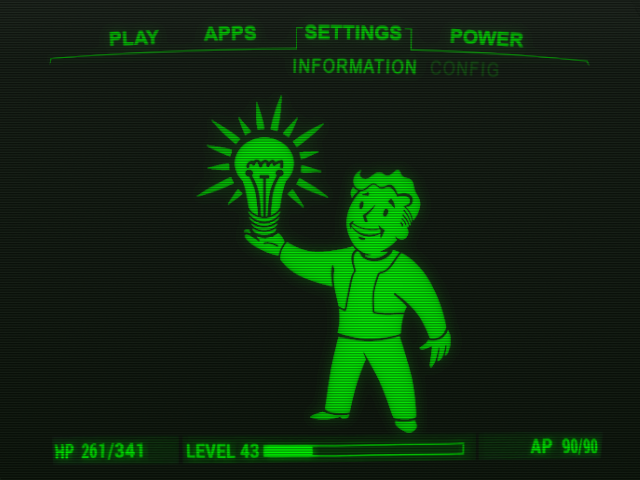 PLAY APPS SETTINGS POWER
INFORMATION CONFIG
HP 261/341 LEVEL 43 AP 90/90